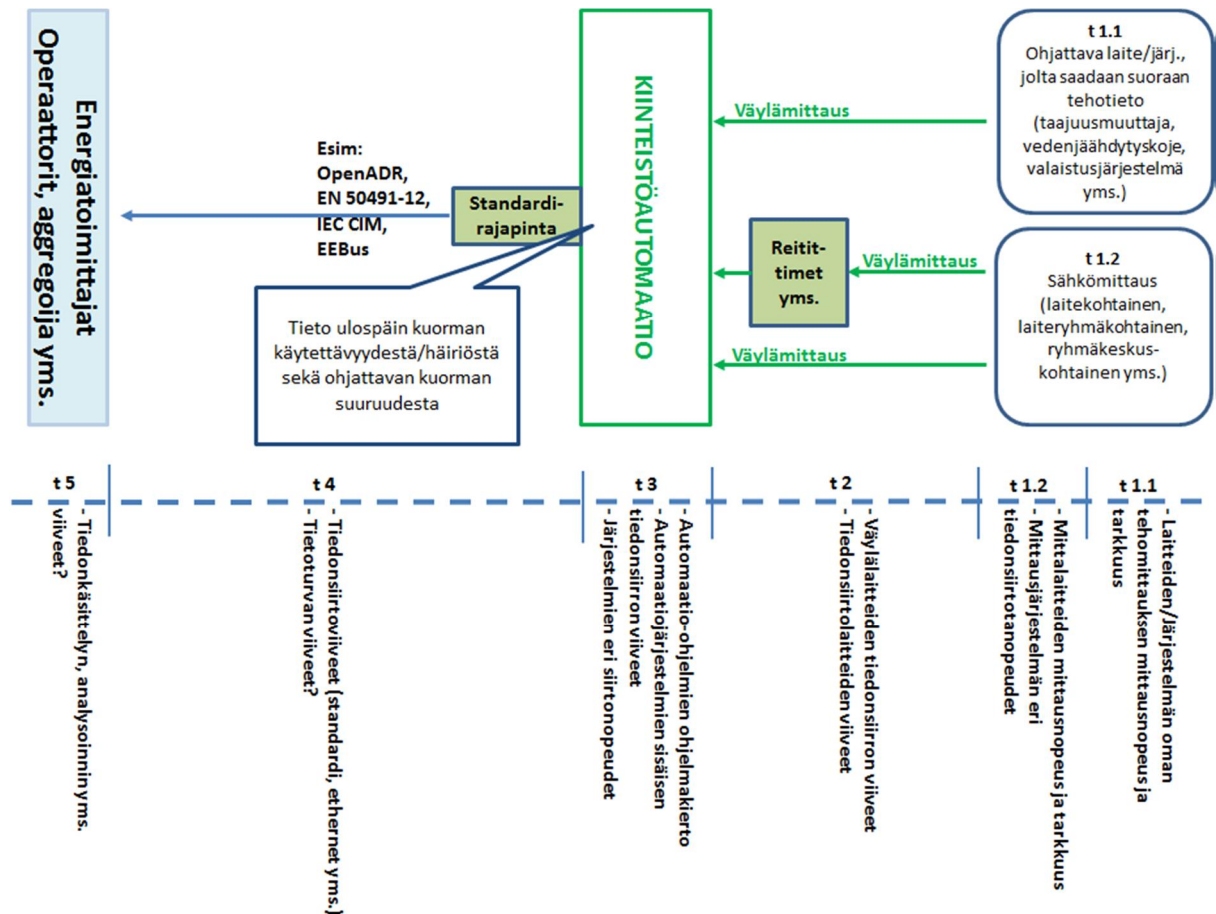 Energiatoimittajat
Operaattorit, aggregoija yms.
Esim:
OpenADR,
EN 50491-12,
IEC CIM,
EEBus
Standardi-
rajapinta
Tieto ulospäin kuorman
käytettävyydestä/häiriöstä
sekä ohjattavan kuorman
suuruudesta
KIINTEISTÖAUTOMAATIO
Väylämittaus
Reitit-
timet
yms.
Väylämittaus
Väylämittaus
t 1.1
Ohjattava laite/järj.,
jolta saadaan suoraan
tehotieto
(taajuusmuuttaja,
vedenjäähdytyskoje,
valaistusjärjestelmä
yms.)
t 1.2
Sähkömittaus
(laitekohtainen,
laiteryhmäkohtainen,
ryhmäkeskus-
kohtainen yms.)
t 5
- Tiedonkäsittelyn, analysoinnin yms.
viiveet?
t 4
- Tiedonsiirtoviiveet (standardi, ethernet yms.)
- Tietoturvan viiveet?
t 3
- Automaatio-ohjelmien ohjelmakierto
- Automaatiojärjestelmien sisäisen
tiedonsiirron viiveet
- Järjestelmien eri siirtonopeudet
t 2
- Väylälaitteiden tiedonsiirron viiveet
- Tiedonsiirtolaitteiden viiveet
t 1.2
- Mittalaitteiden mittausnopeus ja tarkkuus
- Mittausjärjestelmän eri
tiedonsiirtotanopeudet
t 1.1
- Laitteiden/Järjestelmän oman
tehomittauksen mittausnopeus ja
tarkkuus